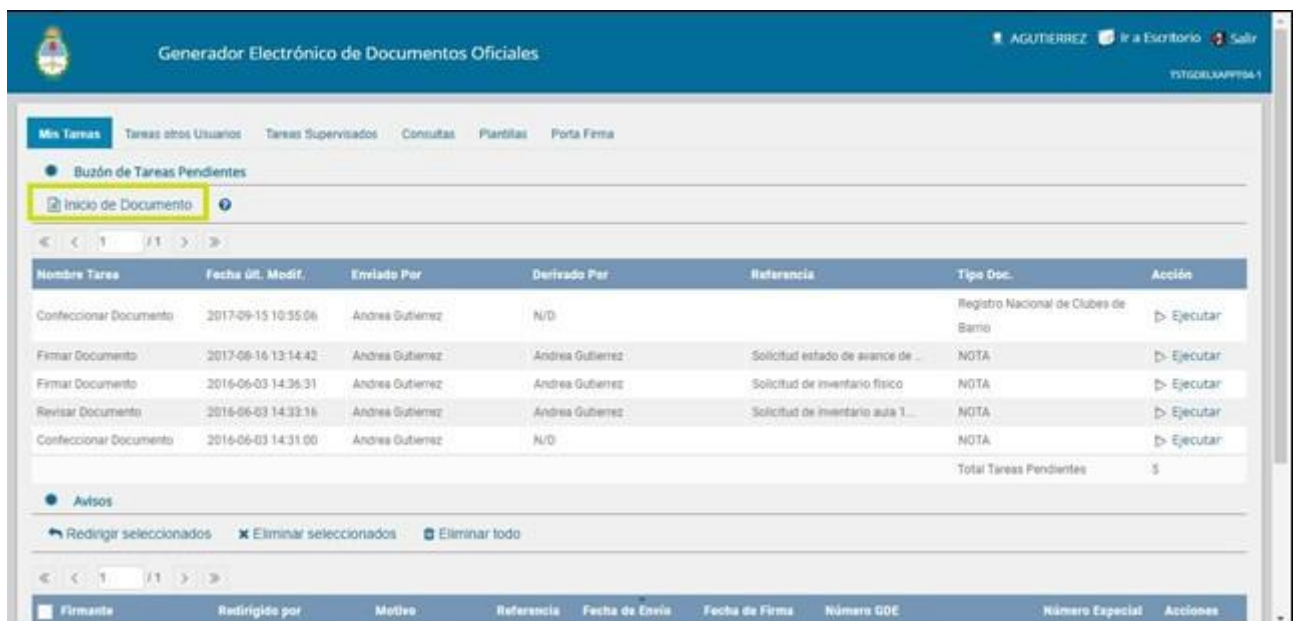 Generador Electrónico de Documentos Oficiales
AGUTIERREZ Ir a Escritorio Salir
Mis Tareas Tareas otros Usuarios Tareas Supervisados Consultas Plantillas Porta Firma
Buzón de Tareas Pendientes
Inicio de Documento
1 /1
Nombre Tarea Fecha últ. Modif. Enviado Por Derivado Por Referencia Tipo Doc. Acción
Confeccionar Documento 2017-09-15 10:55:06 Andrea Gutierrez N/D Registro Nacional de Clubes de Barrio Ejecutar
Firmar Documento 2017-08-16 13:14:42 Andrea Gutierrez Andrea Gutierrez Solicitud estado de avance de ... NOTA Ejecutar
Firmar Documento 2016-06-03 14:36:31 Andrea Gutierrez Andrea Gutierrez Solicitud de inventario físico NOTA Ejecutar
Revisar Documento 2016-06-03 14:33:16 Andrea Gutierrez Andrea Gutierrez Solicitud de inventario aula 1... NOTA Ejecutar
Confeccionar Documento 2016-06-03 14:31:00 Andrea Gutierrez N/D NOTA Ejecutar
Total Tareas Pendientes 5
Avisos
Redirigir seleccionados Eliminar seleccionados Eliminar todo
1 /1
Firmante Redirigido por Motivo Referencia Fecha de Envío Fecha de Firma Número GDE Número Especial Acciones